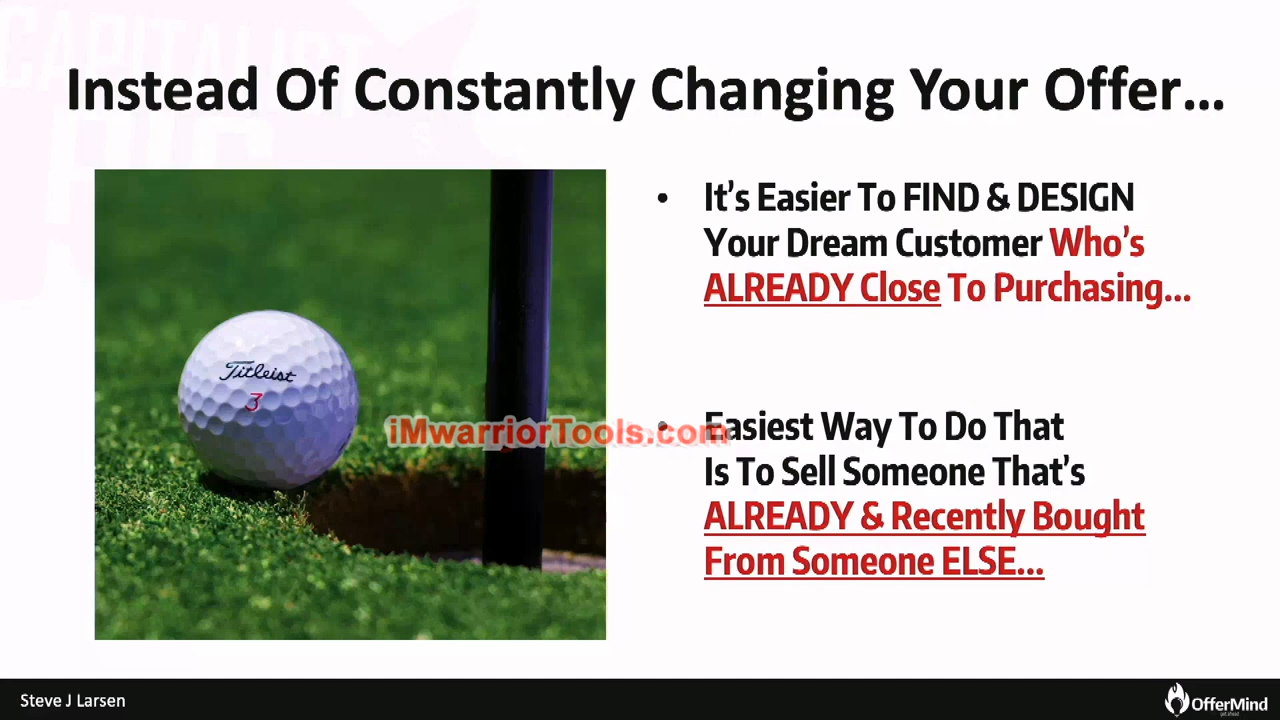 CAPITALIST
PIG
Instead Of Constantly Changing Your Offer...
Titleist
3
• It's Easier To FIND & DESIGN
Your Dream Customer Who's
ALREADY Close To Purchasing...
iMwarriorTools.com
• Easiest Way To Do That
Is To Sell Someone That's
ALREADY & Recently Bought
From Someone ELSE...
Steve J Larsen
OfferMind